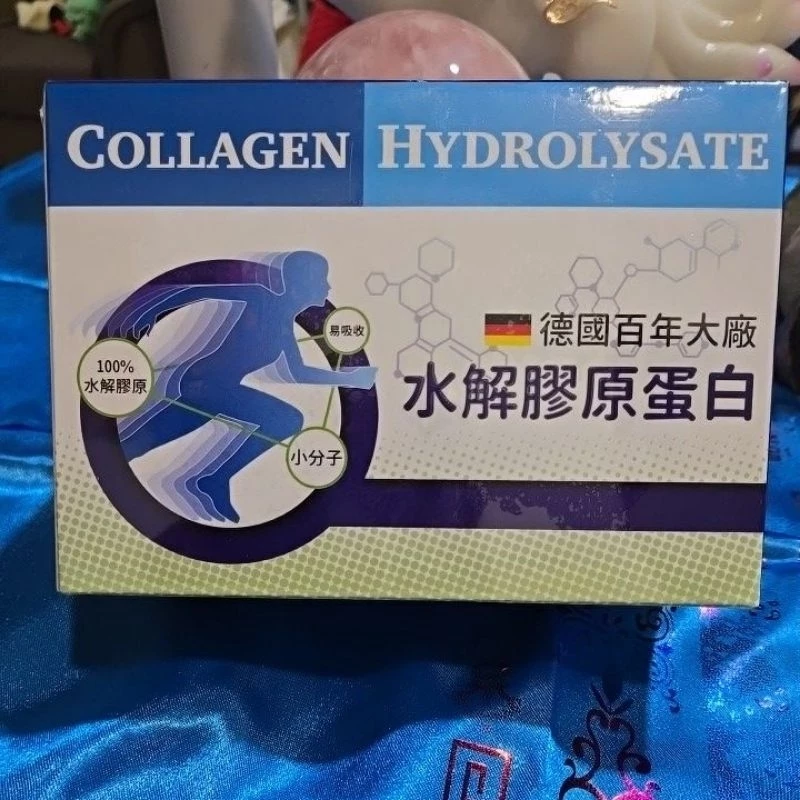 COLLAGEN HYDROLYSATE
易吸收
德國百年大廠
100%
水解膠原
水解膠原蛋白
小分子